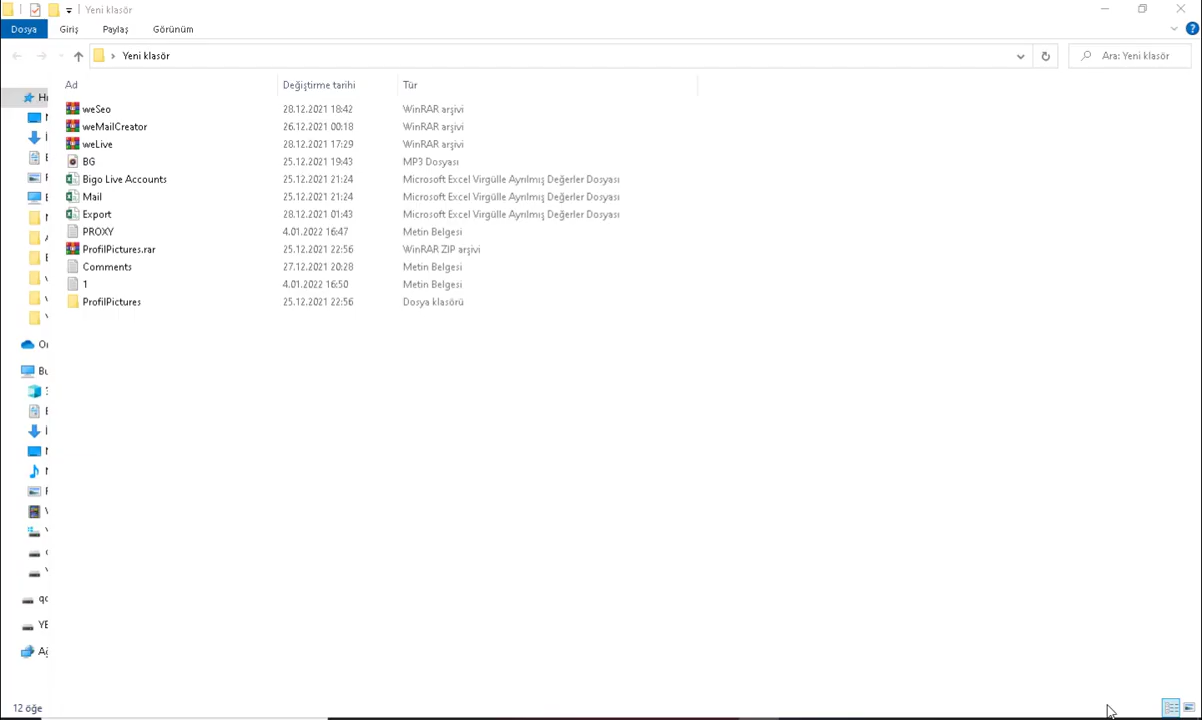 Yeni klasör
Dosya Giriş Paylaş Görünüm
Yeni klasör Ara: Yeni klasör
Ad Değiştirme tarihi Tür
weSeo 28.12.2021 18:42 WinRAR arşivi
weMailCreator 26.12.2021 00:18 WinRAR arşivi
weLive 28.12.2021 17:29 WinRAR arşivi
BG 25.12.2021 19:43 MP3 Dosyası
Bigo Live Accounts 25.12.2021 21:24 Microsoft Excel Virgülle Ayrılmış Değerler Dosyası
Mail 25.12.2021 21:24 Microsoft Excel Virgülle Ayrılmış Değerler Dosyası
Export 28.12.2021 01:43 Microsoft Excel Virgülle Ayrılmış Değerler Dosyası
PROXY 4.01.2022 16:47 Metin Belgesi
ProfilPictures.rar 25.12.2021 22:56 WinRAR ZIP arşivi
Comments 27.12.2021 20:28 Metin Belgesi
1 4.01.2022 16:50 Metin Belgesi
ProfilPictures 25.12.2021 22:56 Dosya klasörü
12 öğe